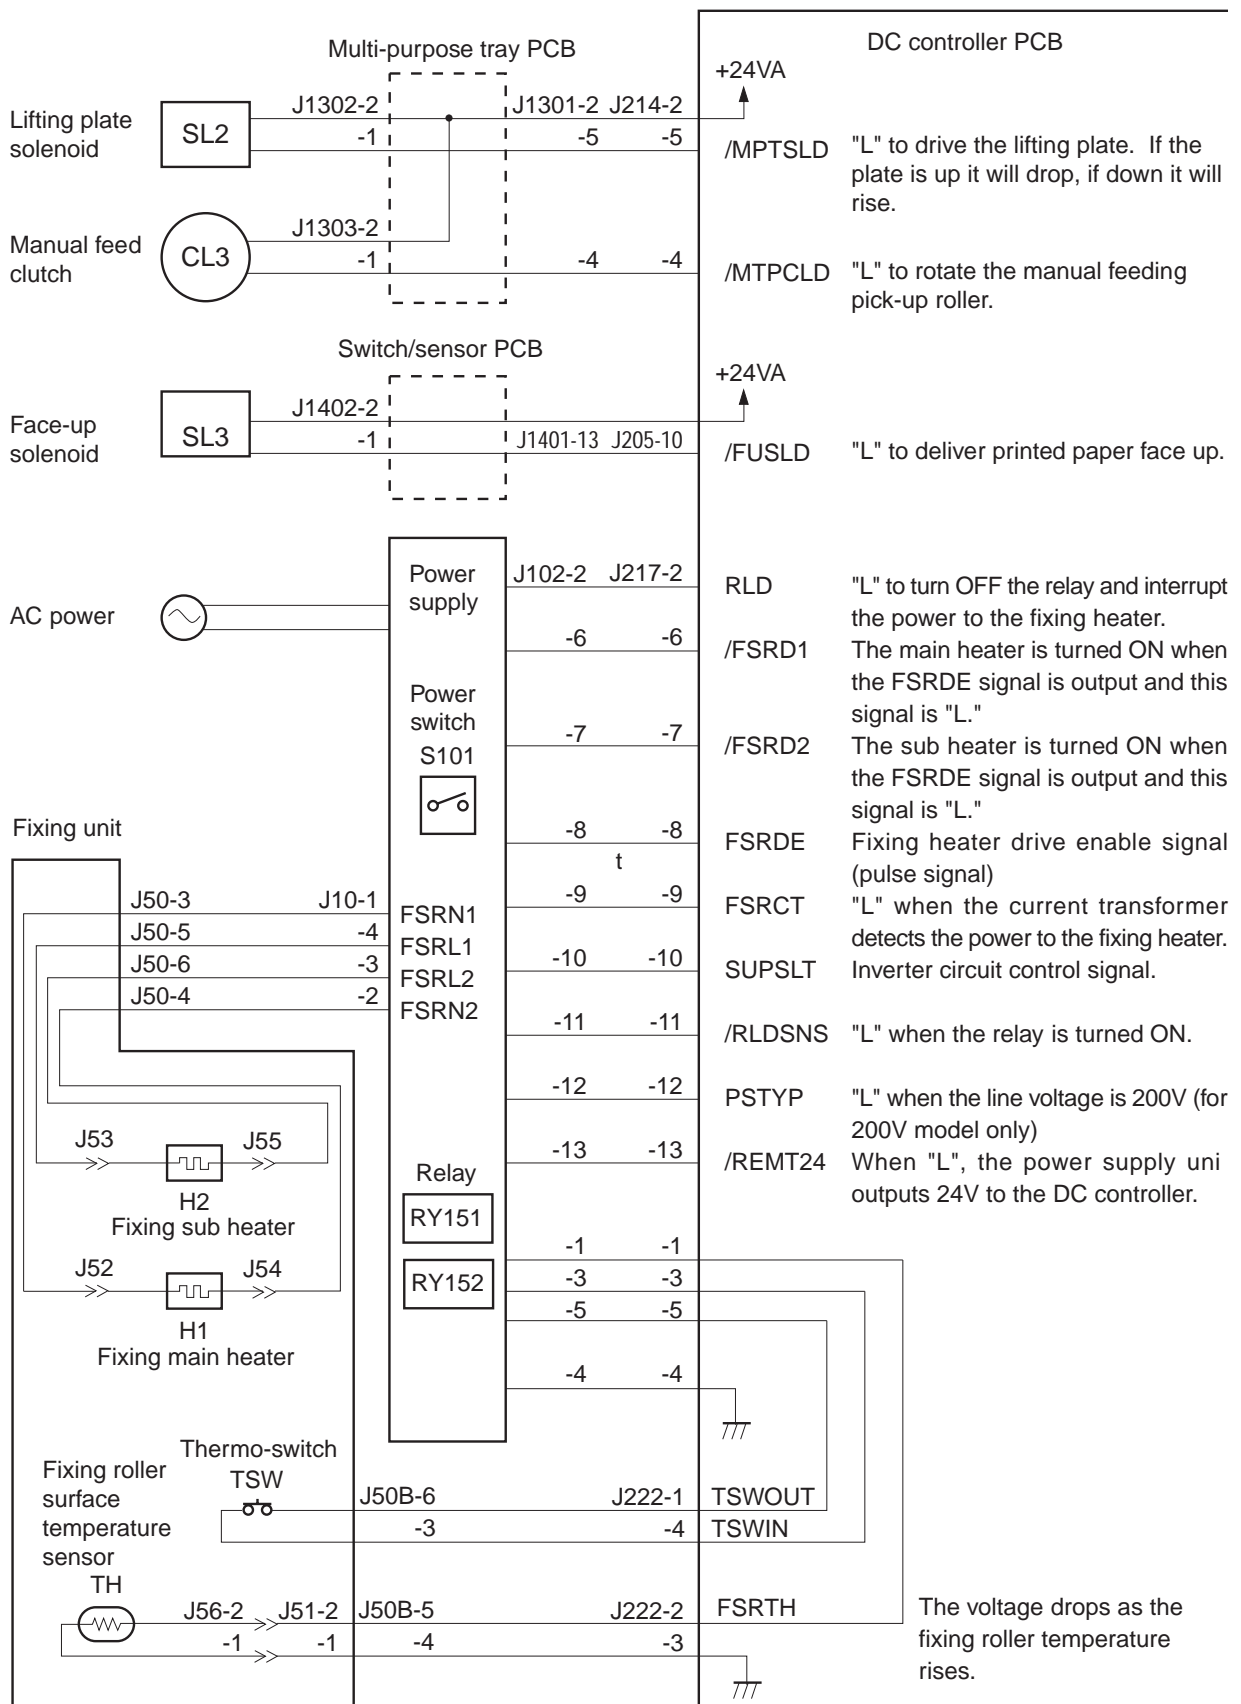 DC controller PCB
Multi-purpose tray PCB
+24VA
Lifting plate
solenoid
SL2
J1302-2
J1301-2 J214-2
-1
-5
-5
/MPTSLD
"L" to drive the lifting plate. If the
plate is up it will drop, if down it will
rise.
Manual feed
clutch
CL3
J1303-2
-1
-4
-4
/MTPCLD
"L" to rotate the manual feeding
pick-up roller.
Switch/sensor PCB
+24VA
Face-up
solenoid
SL3
J1402-2
-1
J1401-13 J205-10
/FUSLD
"L" to deliver printed paper face up.
AC power
Power
supply
J102-2
J217-2
RLD
"L" to turn OFF the relay and interrupt
the power to the fixing heater.
-6
-6
/FSRD1
The main heater is turned ON when
the FSRDE signal is output and this
signal is "L."
Power
switch
S101
-7
-7
/FSRD2
The sub heater is turned ON when
the FSRDE signal is output and this
signal is "L."
-8
-8
t
FSRDE
Fixing heater drive enable signal
(pulse signal)
-9
-9
FSRCT
"L" when the current transformer
detects the power to the fixing heater.
-10
-10
SUPSLT
Inverter circuit control signal.
-11
-11
/RLDSNS
"L" when the relay is turned ON.
-12
-12
PSTYP
"L" when the line voltage is 200V (for
200V model only)
-13
-13
/REMT24
When "L", the power supply uni
outputs 24V to the DC controller.
Fixing unit
J50-3
J10-1
FSRN1
J50-5
-4
FSRL1
J50-6
-3
FSRL2
J50-4
-2
FSRN2
J53
J55
H2
Fixing sub heater
J52
J54
H1
Fixing main heater
Relay
RY151
RY152
-1
-1
-3
-3
-5
-5
-4
-4
Thermo-switch
TSW
J50B-6
J222-1
TSWOUT
-3
-4
TSWIN
Fixing roller
surface
temperature
sensor
TH
J56-2
J51-2
J50B-5
J222-2
FSRTH
-1
-1
-4
-3
The voltage drops as the
fixing roller temperature
rises.